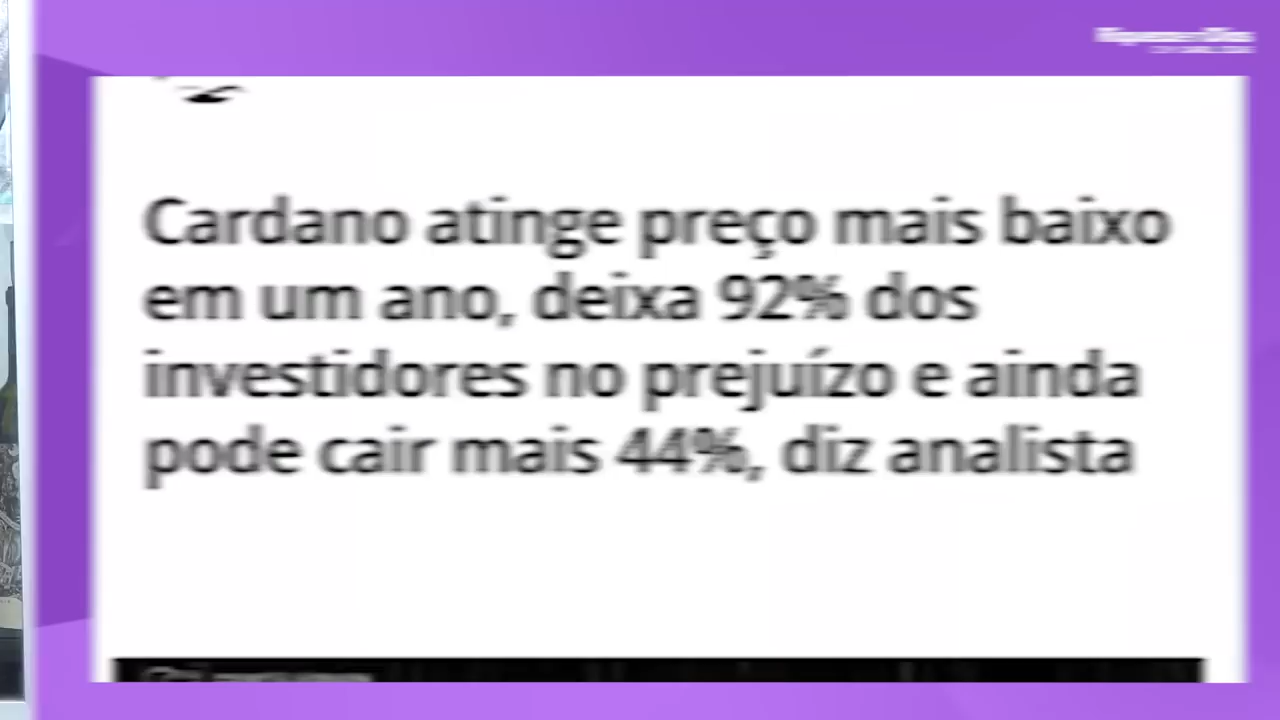 Cardano atinge preço mais baixo
em um ano, deixa 92% dos
investidores no prejuízo e ainda
pode cair mais 44%, diz analista